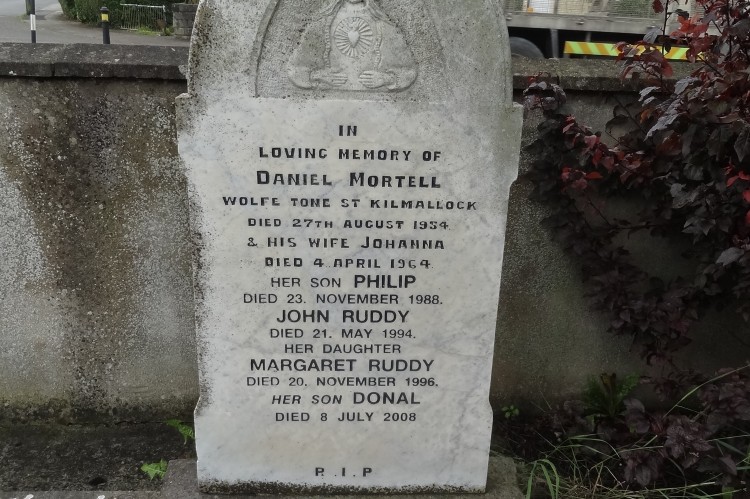 IN
LOVING MEMORY OF
DANIEL MORTELL
WOLFE TONE ST KILMALLOCK
DIED 27TH AUGUST 1954
& HIS WIFE JOHANNA
DIED 4 APRIL 1964.
HER SON PHILIP
DIED 23. NOVEMBER 1988.
JOHN RUDDY
DIED 21. MAY 1994.
HER DAUGHTER
MARGARET RUDDY
DIED 20. NOVEMBER 1996.
HER SON DONAL
DIED 8 JULY 2008
R.I.P